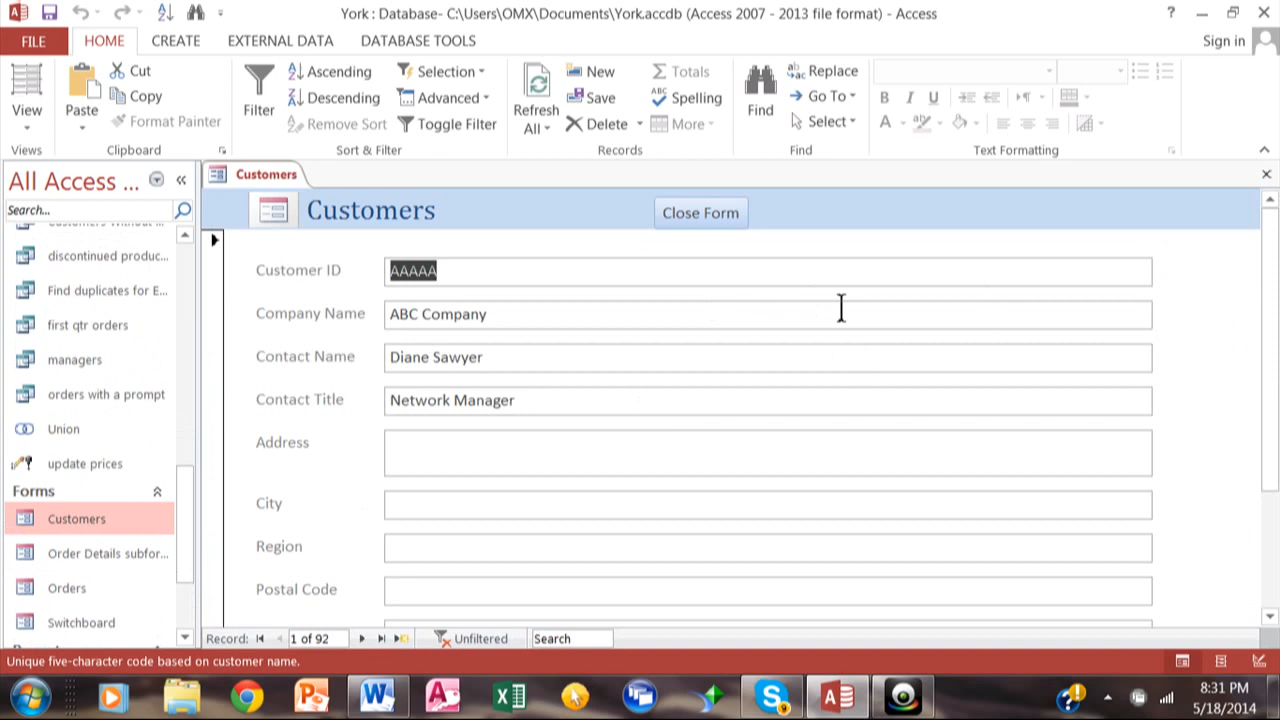 York : Database- C:\Users\OMX\Documents\York.accdb (Access 2007 - 2013 file format) - Access
?
FILE HOME CREATE EXTERNAL DATA DATABASE TOOLS Sign in
View
Views
Paste
Cut
Copy
Format Painter
Clipboard
Filter
Ascending
Descending
Remove Sort
Selection
Advanced
Toggle Filter
Sort & Filter
Refresh
All
New
Save
Delete
Totals
Spelling
More
Records
Find
Replace
Go To
Select
Find
B I U
A
Text Formatting
All Access ...
Search...
discontinued produc...
Find duplicates for E...
first qtr orders
managers
orders with a prompt
Union
update prices
Forms
Customers
Order Details subfor...
Orders
Switchboard
Customers
Customers
Close Form
Customer ID AAAAA
Company Name ABC Company
Contact Name Diane Sawyer
Contact Title Network Manager
Address
City
Region
Postal Code
Record: 1 of 92 Unfiltered Search
Unique five-character code based on customer name.
8:31 PM
5/18/2014